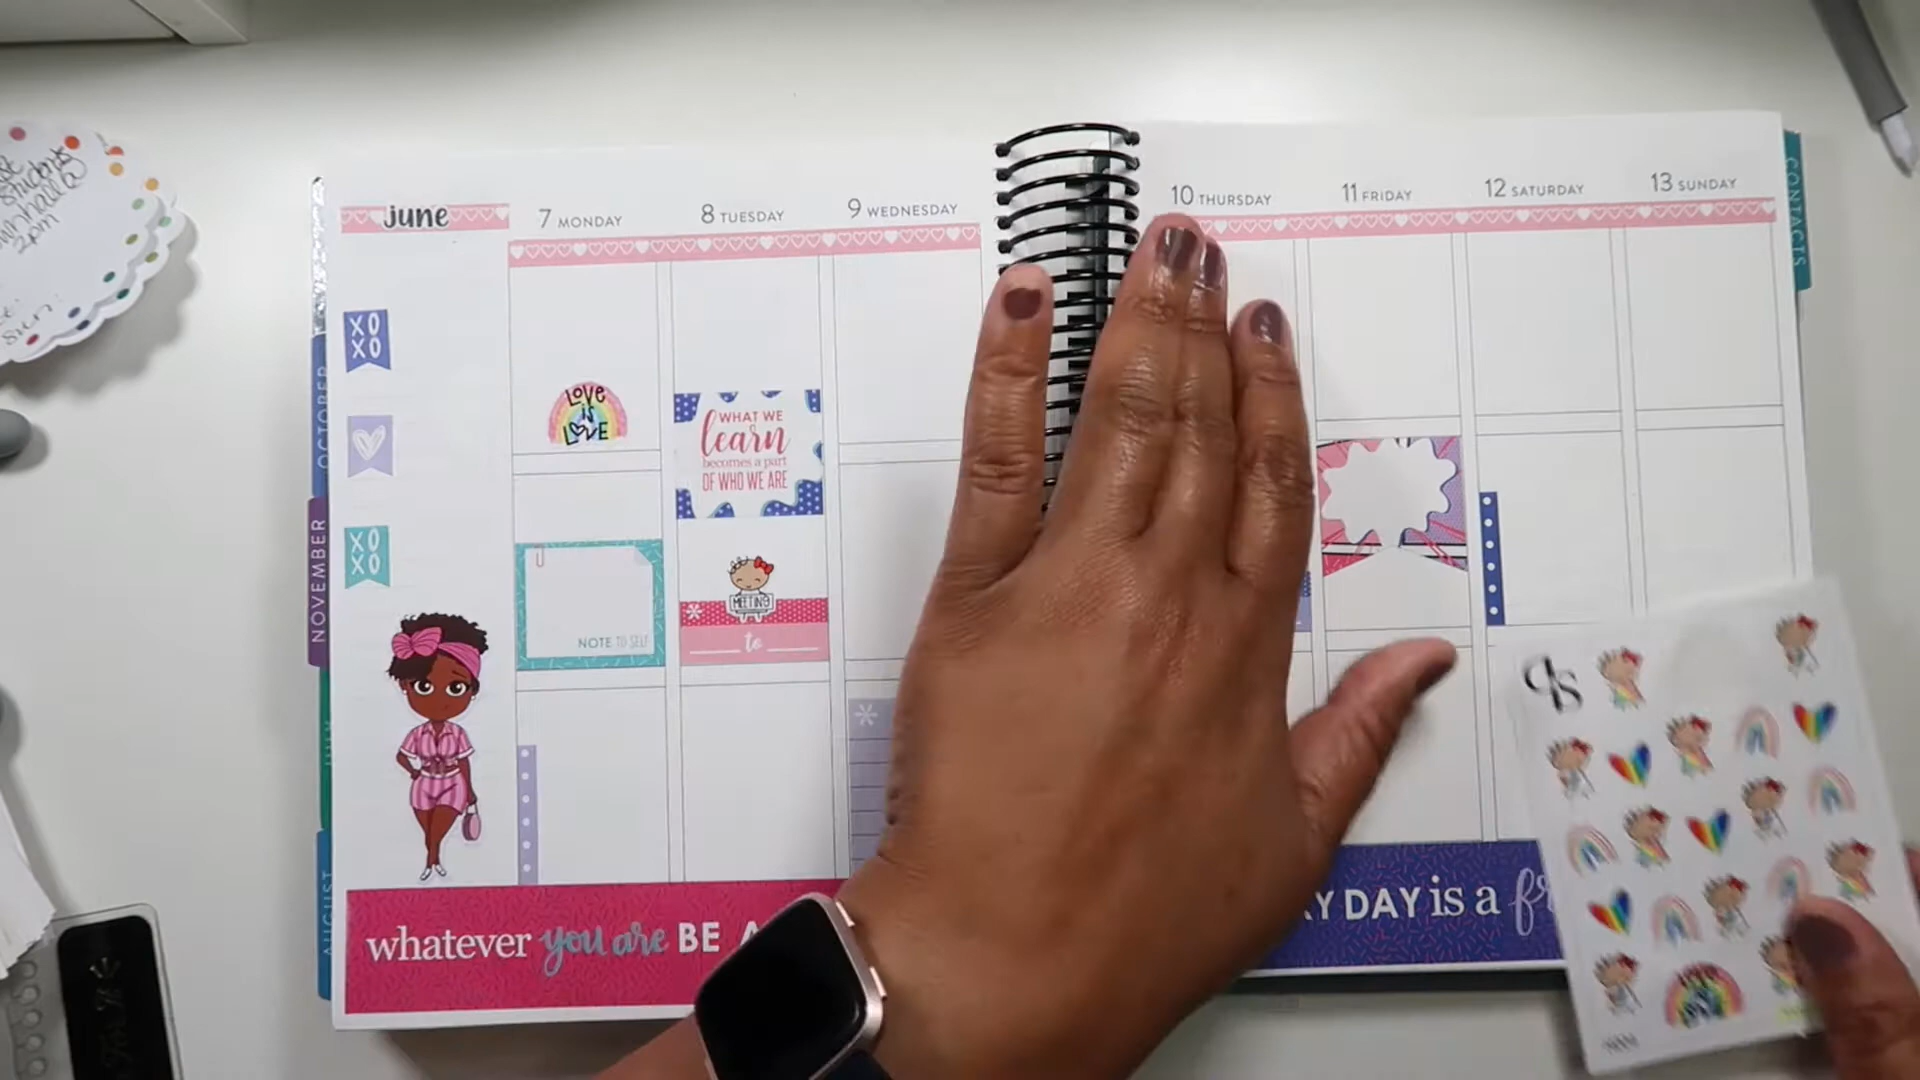 students
2pm
june
7 MONDAY
8 TUESDAY
9 WEDNESDAY
10 THURSDAY
11 FRIDAY
12 SATURDAY
13 SUNDAY
CONTACTS
XO
XO
OCTOBER
NOVEMBER
AUGUST
LOVE
is
LOVE
WHAT WE
learn
becomes a part
OF WHO WE ARE
XO
XO
NOTE TO SELF
MEETING
to
whatever you are BE A
DAY is a